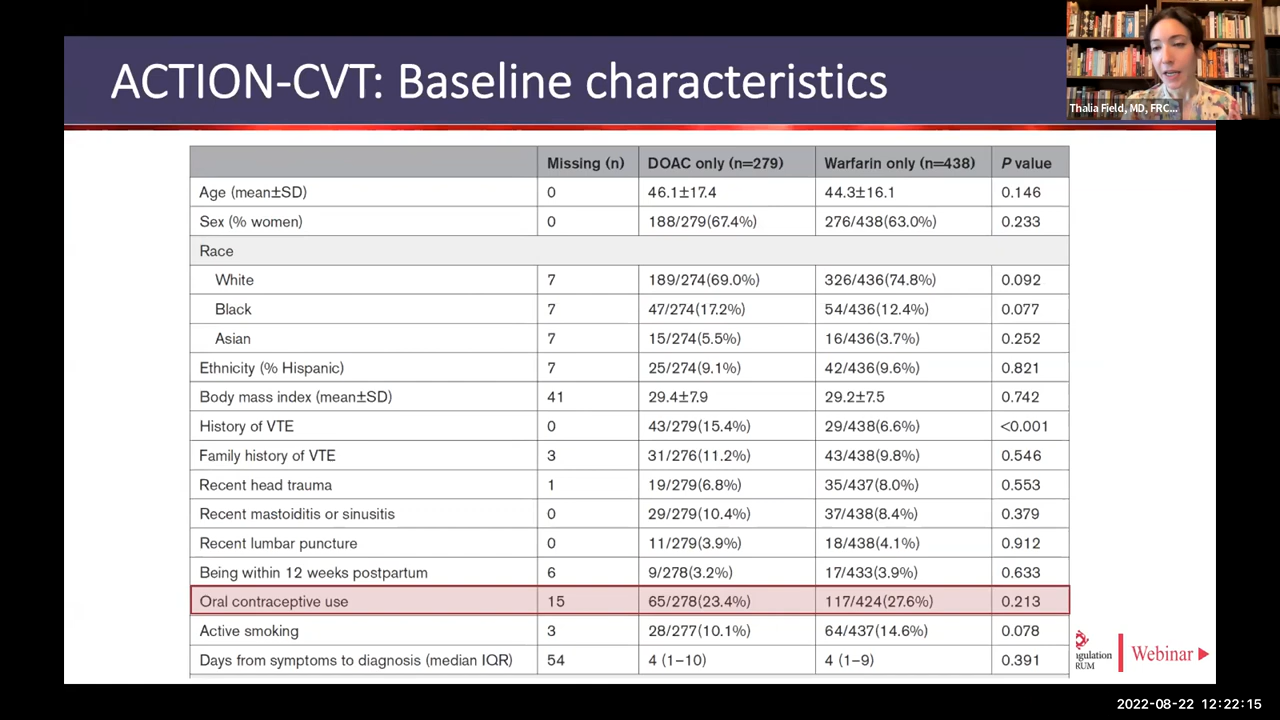 ACTION-CVT: Baseline characteristics
Thalia Field, MD, FRC...
Missing (n) DOAC only (n=279) Warfarin only (n=438) P value
Age (mean±SD) 0 46.1±17.4 44.3±16.1 0.146
Sex (% women) 0 188/279(67.4%) 276/438(63.0%) 0.233
Race
White 7 189/274(69.0%) 326/436(74.8%) 0.092
Black 7 47/274(17.2%) 54/436(12.4%) 0.077
Asian 7 15/274(5.5%) 16/436(3.7%) 0.252
Ethnicity (% Hispanic) 7 25/274(9.1%) 42/436(9.6%) 0.821
Body mass index (mean±SD) 41 29.4±7.9 29.2±7.5 0.742
History of VTE 0 43/279(15.4%) 29/438(6.6%) <0.001
Family history of VTE 3 31/276(11.2%) 43/438(9.8%) 0.546
Recent head trauma 1 19/279(6.8%) 35/437(8.0%) 0.553
Recent mastoiditis or sinusitis 0 29/279(10.4%) 37/438(8.4%) 0.379
Recent lumbar puncture 0 11/279(3.9%) 18/438(4.1%) 0.912
Being within 12 weeks postpartum 6 9/278(3.2%) 17/433(3.9%) 0.633
Oral contraceptive use 15 65/278(23.4%) 117/424(27.6%) 0.213
Active smoking 3 28/277(10.1%) 64/437(14.6%) 0.078
Days from symptoms to diagnosis (median IQR) 54 4 (1–10) 4 (1–9) 0.391
agulation
RUM
Webinar
2022-08-22 12:22:15